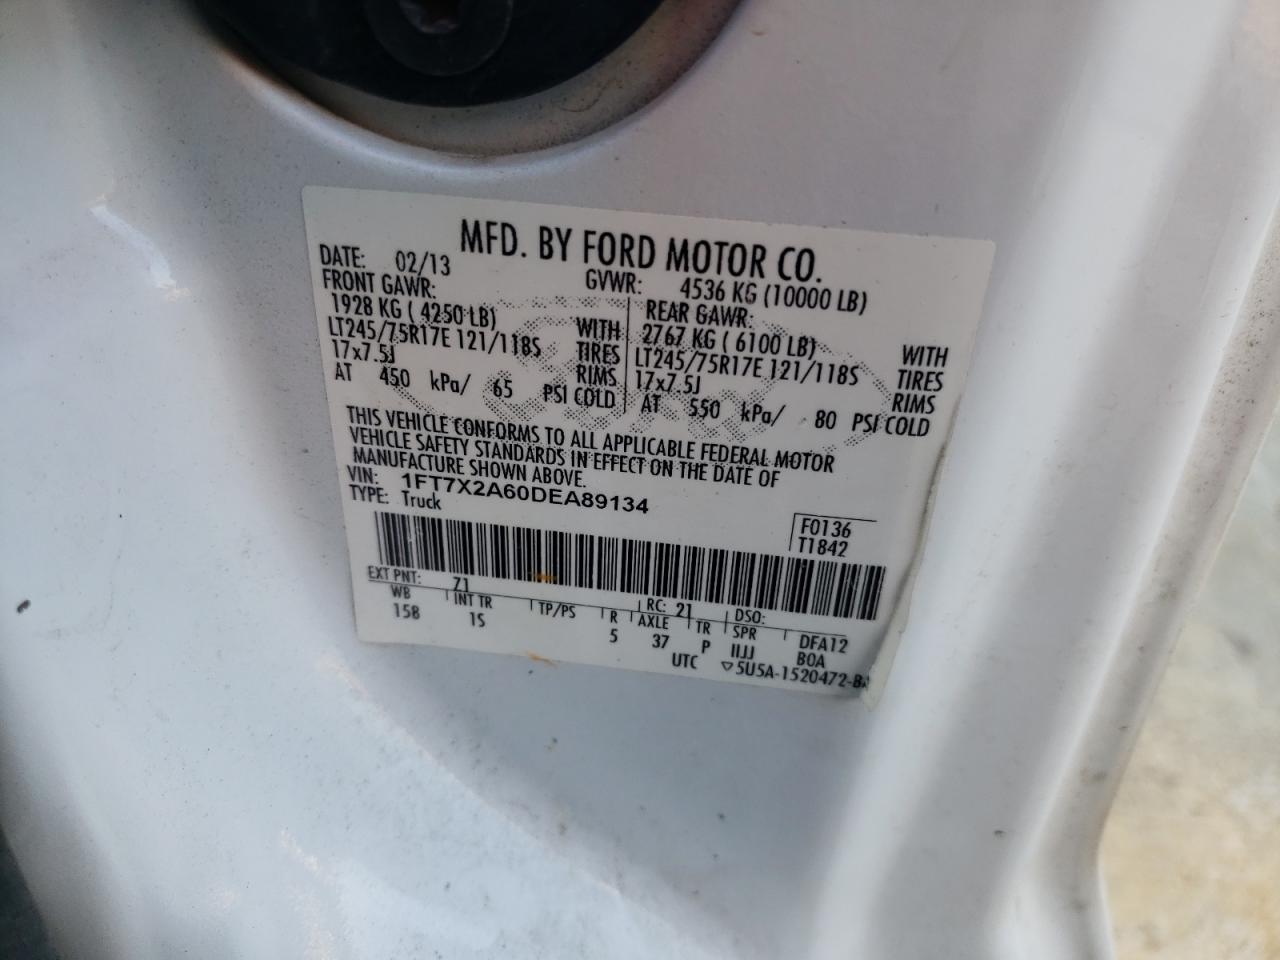 MFD. BY FORD MOTOR CO.
DATE: 02/13 GVWR: 4536 KG (10000 LB)
FRONT GAWR: REAR GAWR:
1928 KG ( 4250 LB) WITH 2767 KG ( 6100 LB) WITH
LT245/75R17E 121/118S TIRES LT245/75R17E 121/118S TIRES
17x7.5J RIMS 17x7.5J RIMS
AT 450 kPa/ 65 PSI COLD AT 550 kPa/ 80 PSI COLD
THIS VEHICLE CONFORMS TO ALL APPLICABLE FEDERAL MOTOR
VEHICLE SAFETY STANDARDS IN EFFECT ON THE DATE OF
MANUFACTURE SHOWN ABOVE.
VIN: 1FT7X2A60DEA89134
TYPE: Truck
F0136
T1842
EXT PNT: Z1 RC: 21 DSO:
WB INT TR TP/PS R AXLE TR SPR DFA12
158 1S 5 37 P IIJJ BOA
UTC ▽5U5A-1520472-